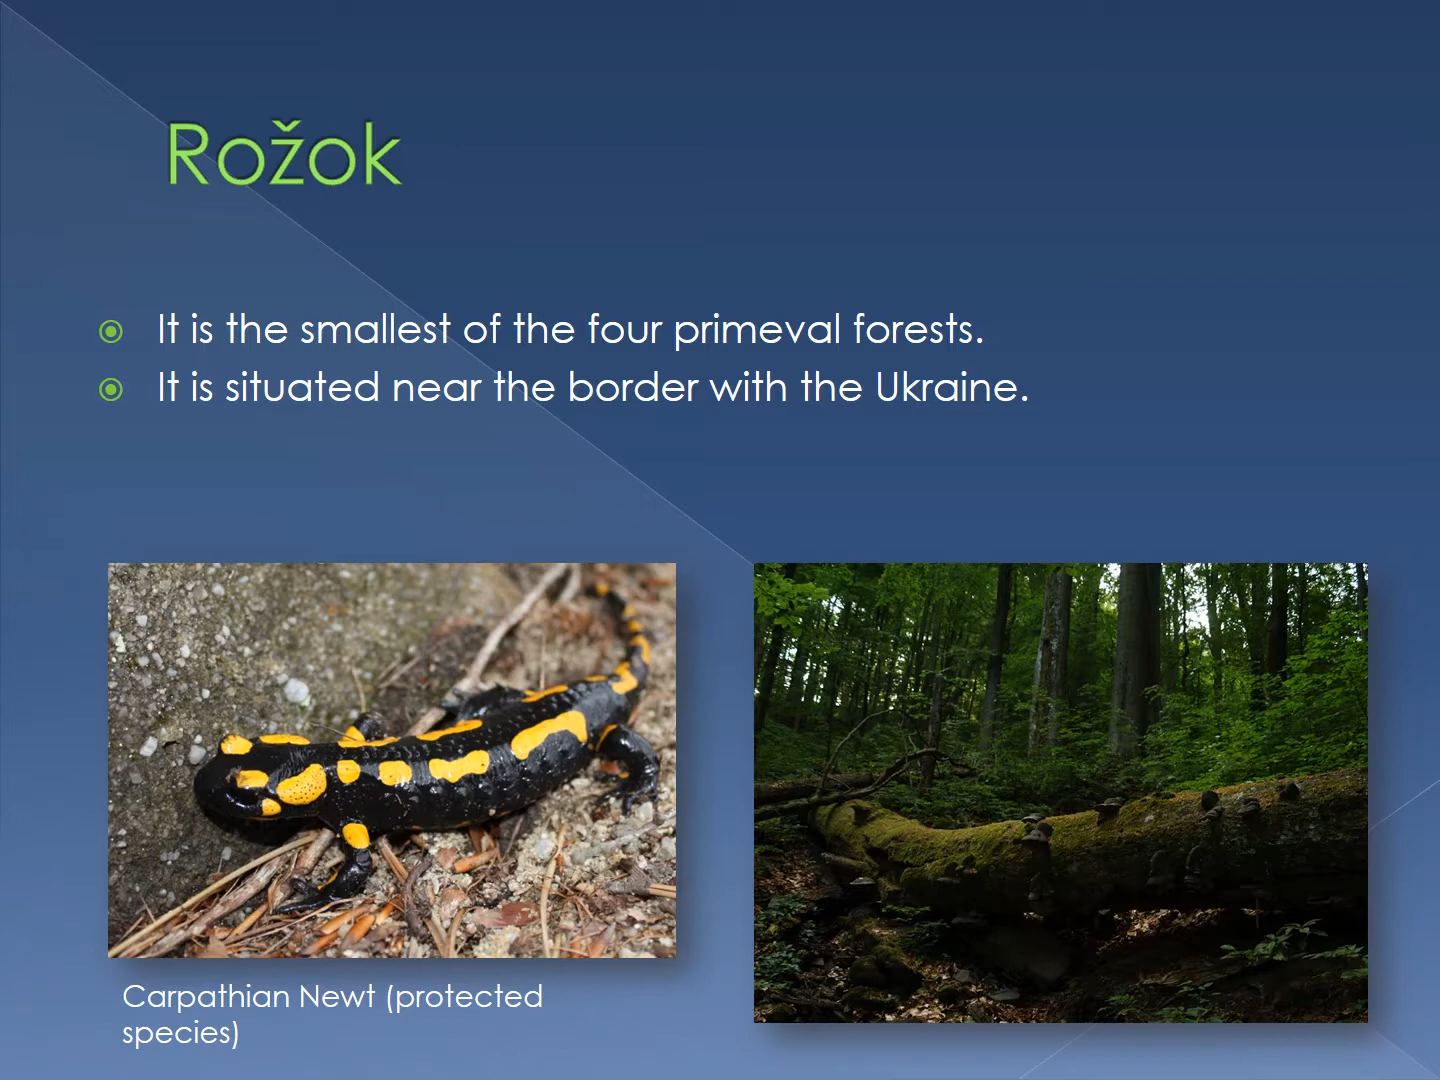 Rožok
It is the smallest of the four primeval forests.
It is situated near the border with the Ukraine.
Carpathian Newt (protected
species)